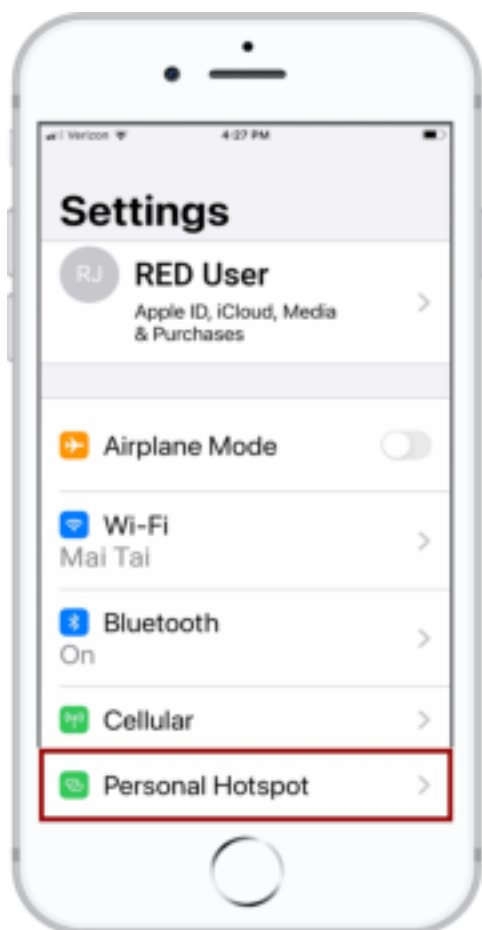 Verizon 4:27 PM
Settings
RJ
RED User
Apple ID, iCloud, Media
& Purchases
Airplane Mode
Wi-Fi
Mai Tai
Bluetooth
On
Cellular
Personal Hotspot